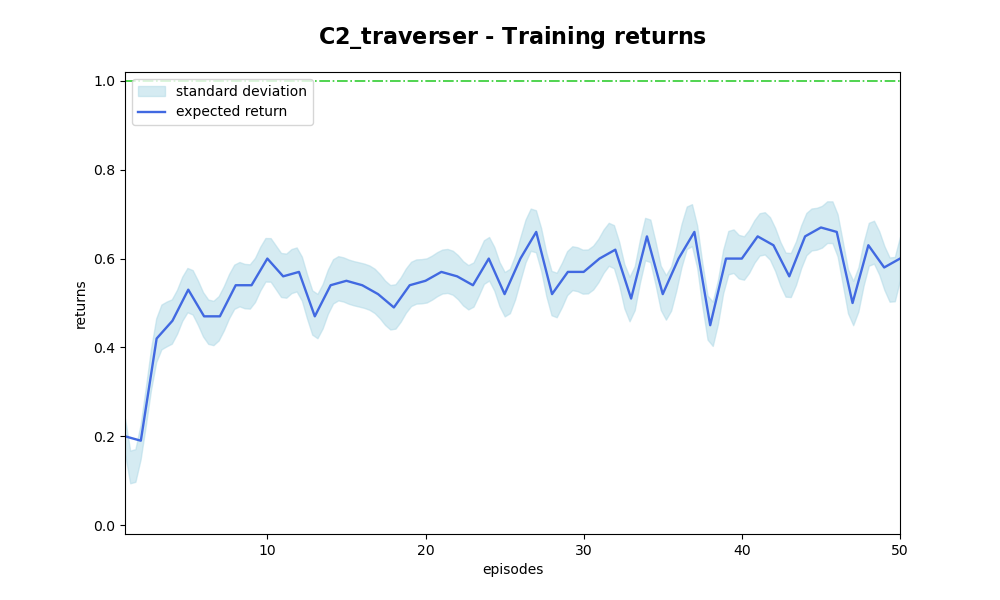 C2_traverser - Training returns
1.0
standard deviation
expected return
0.8
0.6
returns
0.4
0.2
0.0
10 20 30 40 50
episodes